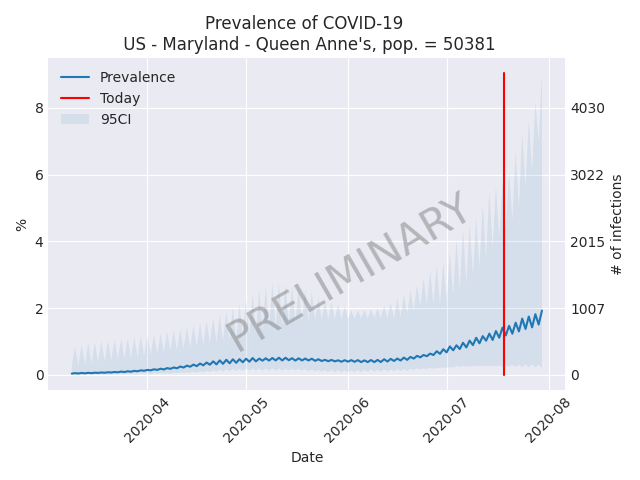 Prevalence of COVID-19
US - Maryland - Queen Anne's, pop. = 50381
Prevalence
Today
95CI
8
6
4
2
0
%
4030
3022
2015
1007
0
# of infections
PRELIMINARY
2020-04
2020-05
2020-06
2020-07
2020-08
Date